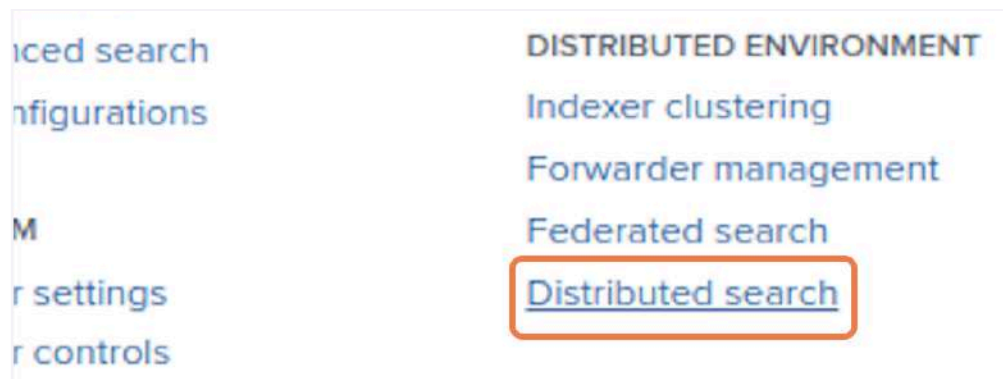 nced search
nfigurations
M
r settings
r controls
DISTRIBUTED ENVIRONMENT
Indexer clustering
Forwarder management
Federated search
Distributed search